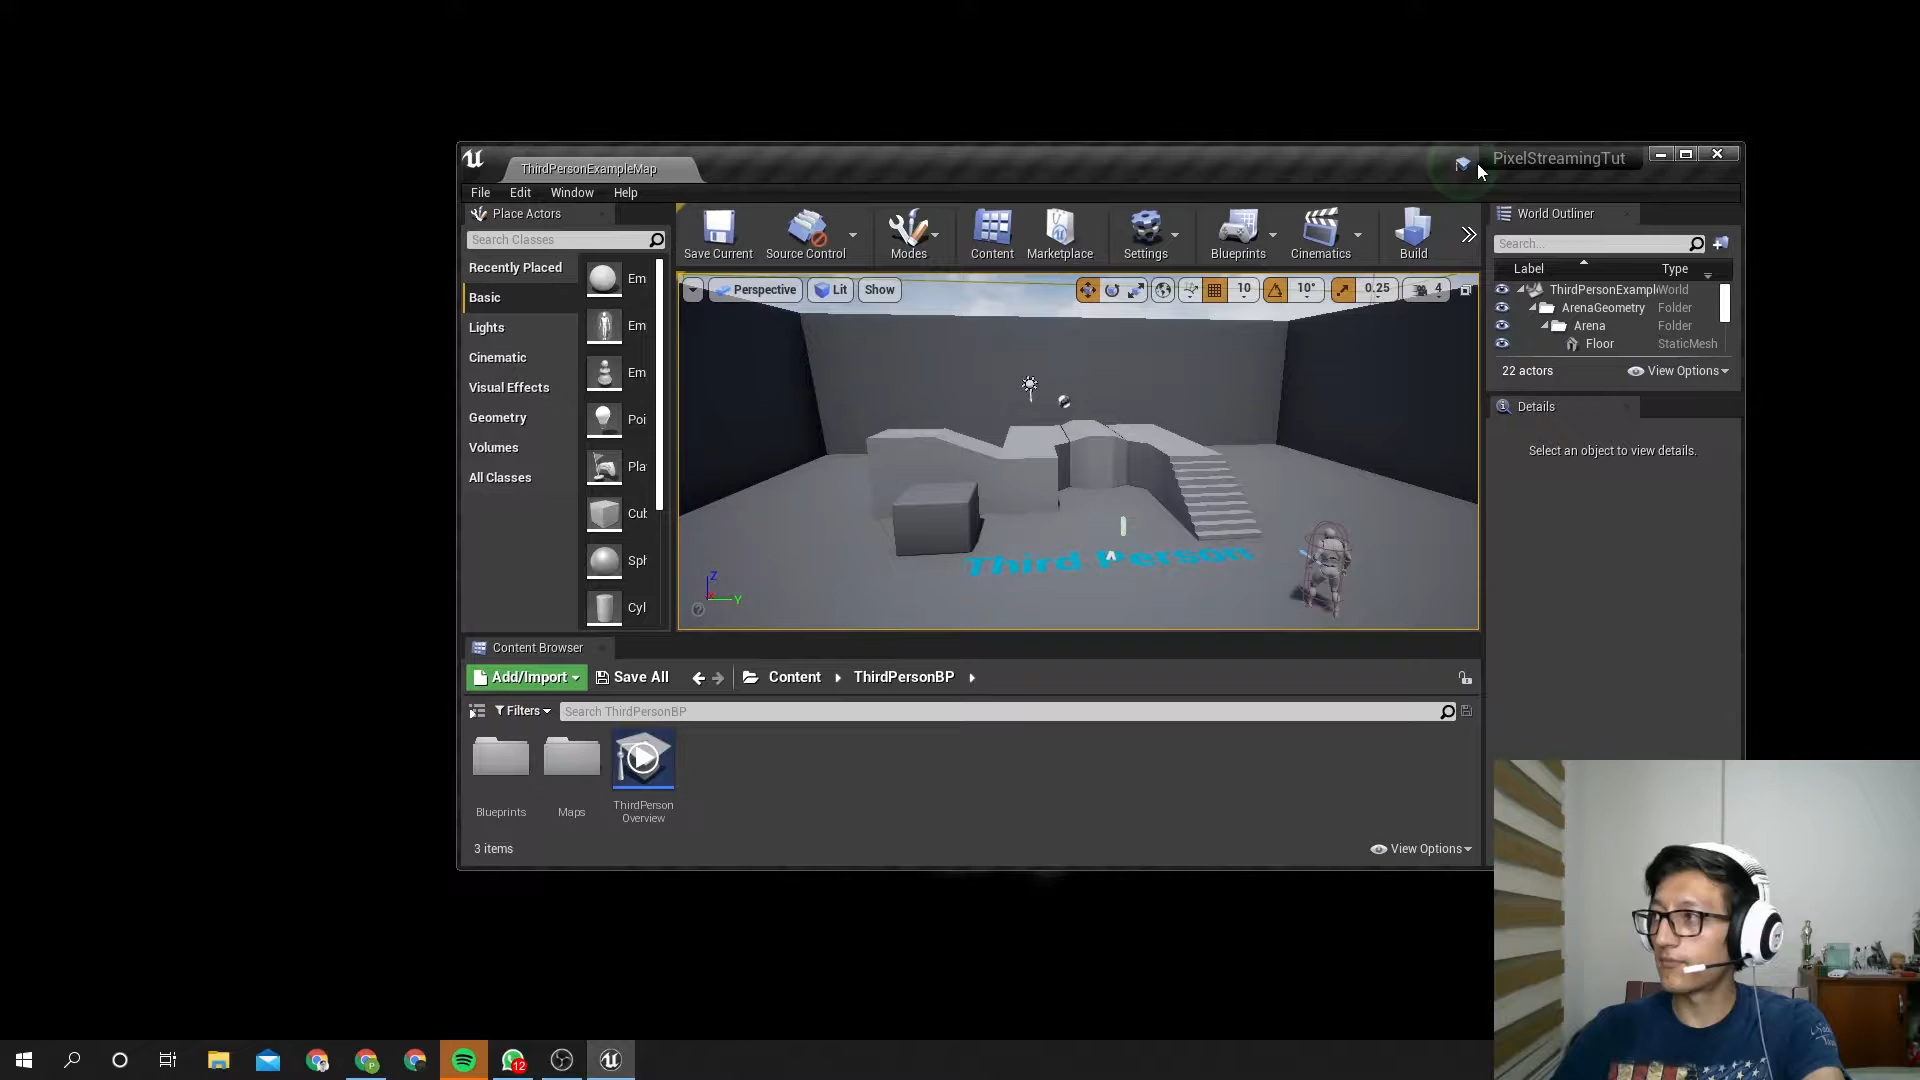 ThirdPersonExampleMap
PixelStreamingTut
File Edit Window Help
Place Actors
Search Classes
Recently Placed
Basic
Lights
Cinematic
Visual Effects
Geometry
Volumes
All Classes
Em
Em
Em
Poi
Pla
Cub
Sph
Cyl
Save Current
Source Control
Modes
Content
Marketplace
Settings
Blueprints
Cinematics
Build
Perspective Lit Show
10 10° 0.25 4
Third Person
Z
Y
World Outliner
Search...
Label Type
ThirdPersonExampl World
ArenaGeometry Folder
Arena Folder
Floor StaticMesh
22 actors View Options
Details
Select an object to view details.
Content Browser
Add/Import Save All Content ThirdPersonBP
Filters Search ThirdPersonBP
Blueprints
Maps
ThirdPerson
Overview
3 items View Options
12